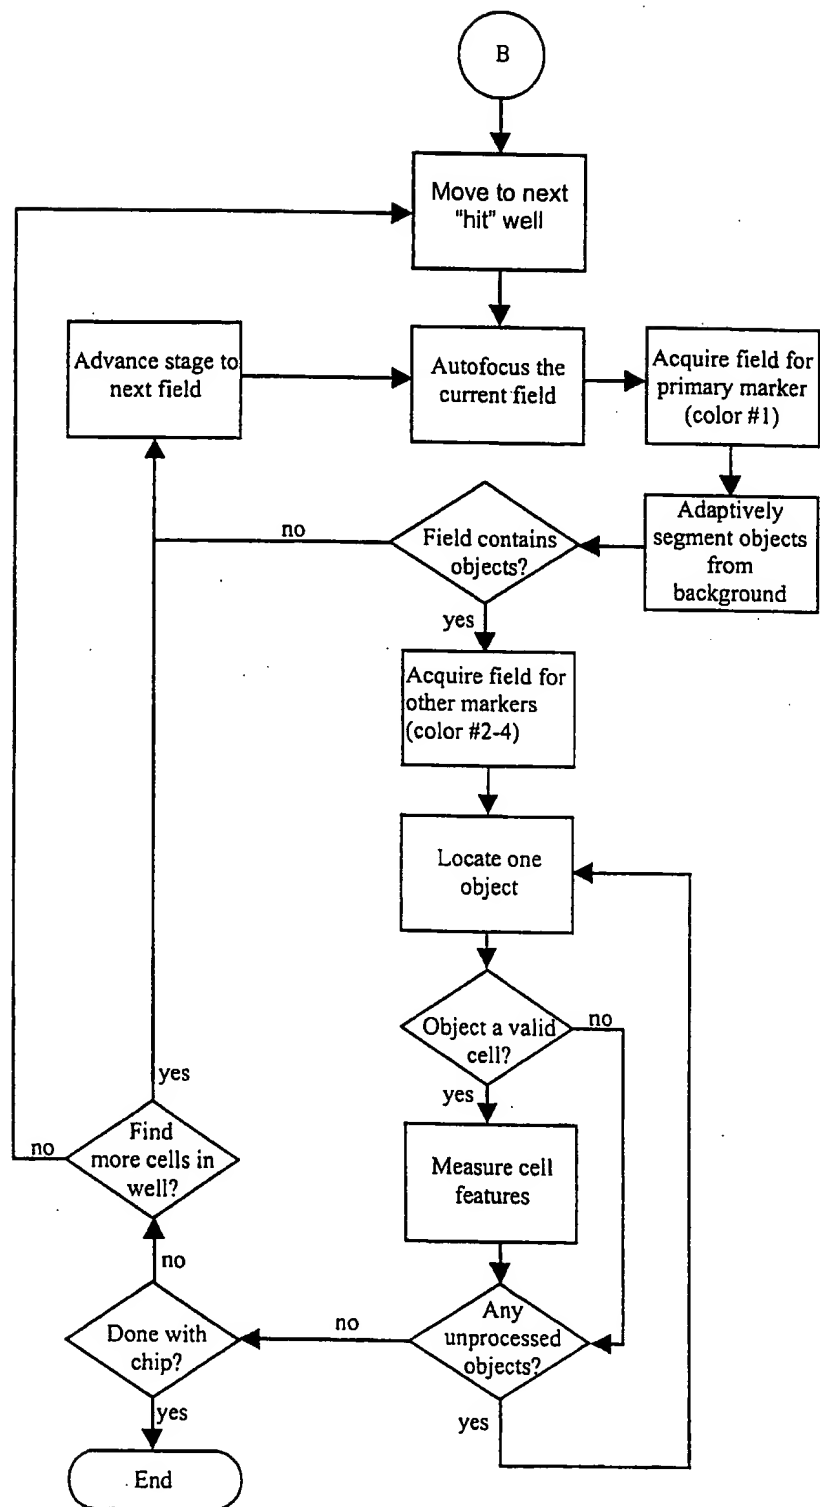 B
Move to next
"hit" well
Advance stage to
next field
Autofocus the
current field
Acquire field for
primary marker
(color #1)
Adaptively
segment objects
from
background
Field contains
objects?
no
yes
Acquire field for
other markers
(color #2-4)
Locate one
object
Object a valid
cell?
no
yes
Measure cell
features
Any
unprocessed
objects?
no
yes
Done with
chip?
no
yes
Find
more cells in
well?
yes
no
End